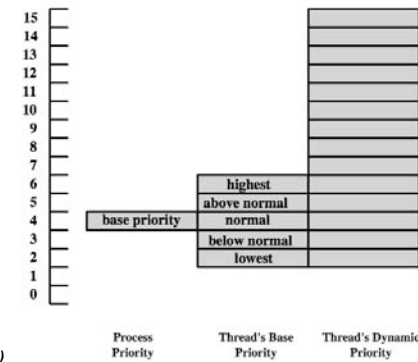 15
14
13
12
11
10
9
8
7
6
5
4
3
2
1
0
highest
above normal
base priority
normal
below normal
lowest
Process
Priority
Thread's Base
Priority
Thread's Dynamic
Priority
)